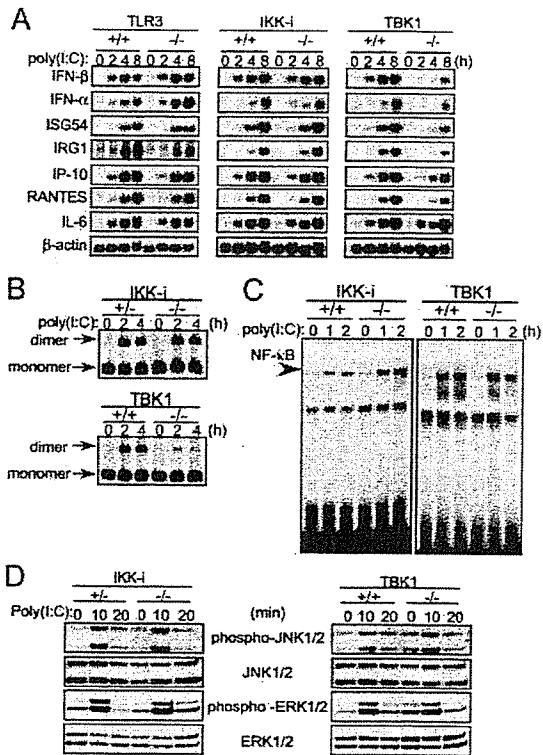 A
TLR3 IKK-i TBK1
+/+ -/- +/+ -/- +/+ -/-
poly(I:C) 0 2 4 8 0 2 4 8 0 2 4 8 0 2 4 8 0 2 4 8 0 2 4 8 (h)
IFN-β
IFN-α
ISG54
IRG1
IP-10
RANTES
IL-6
β-actin
B
IKK-i
+/- -/-
poly(I:C): 0 2 4 0 2 4 (h)
dimer
monomer
TBK1
+/+ -/-
0 2 4 0 2 4 (h)
dimer
monomer
C
IKK-i TBK1
+/+ -/- +/+ -/-
poly(I:C): 0 1 2 0 1 2 0 1 2 0 1 2 (h)
NF-κB
D
IKK-i TBK1
+/- -/- +/+ -/-
Poly(I:C): 0 10 20 0 10 20 (min) 0 10 20 0 10 20
phospho-JNK1/2
JNK1/2
phospho-ERK1/2
ERK1/2